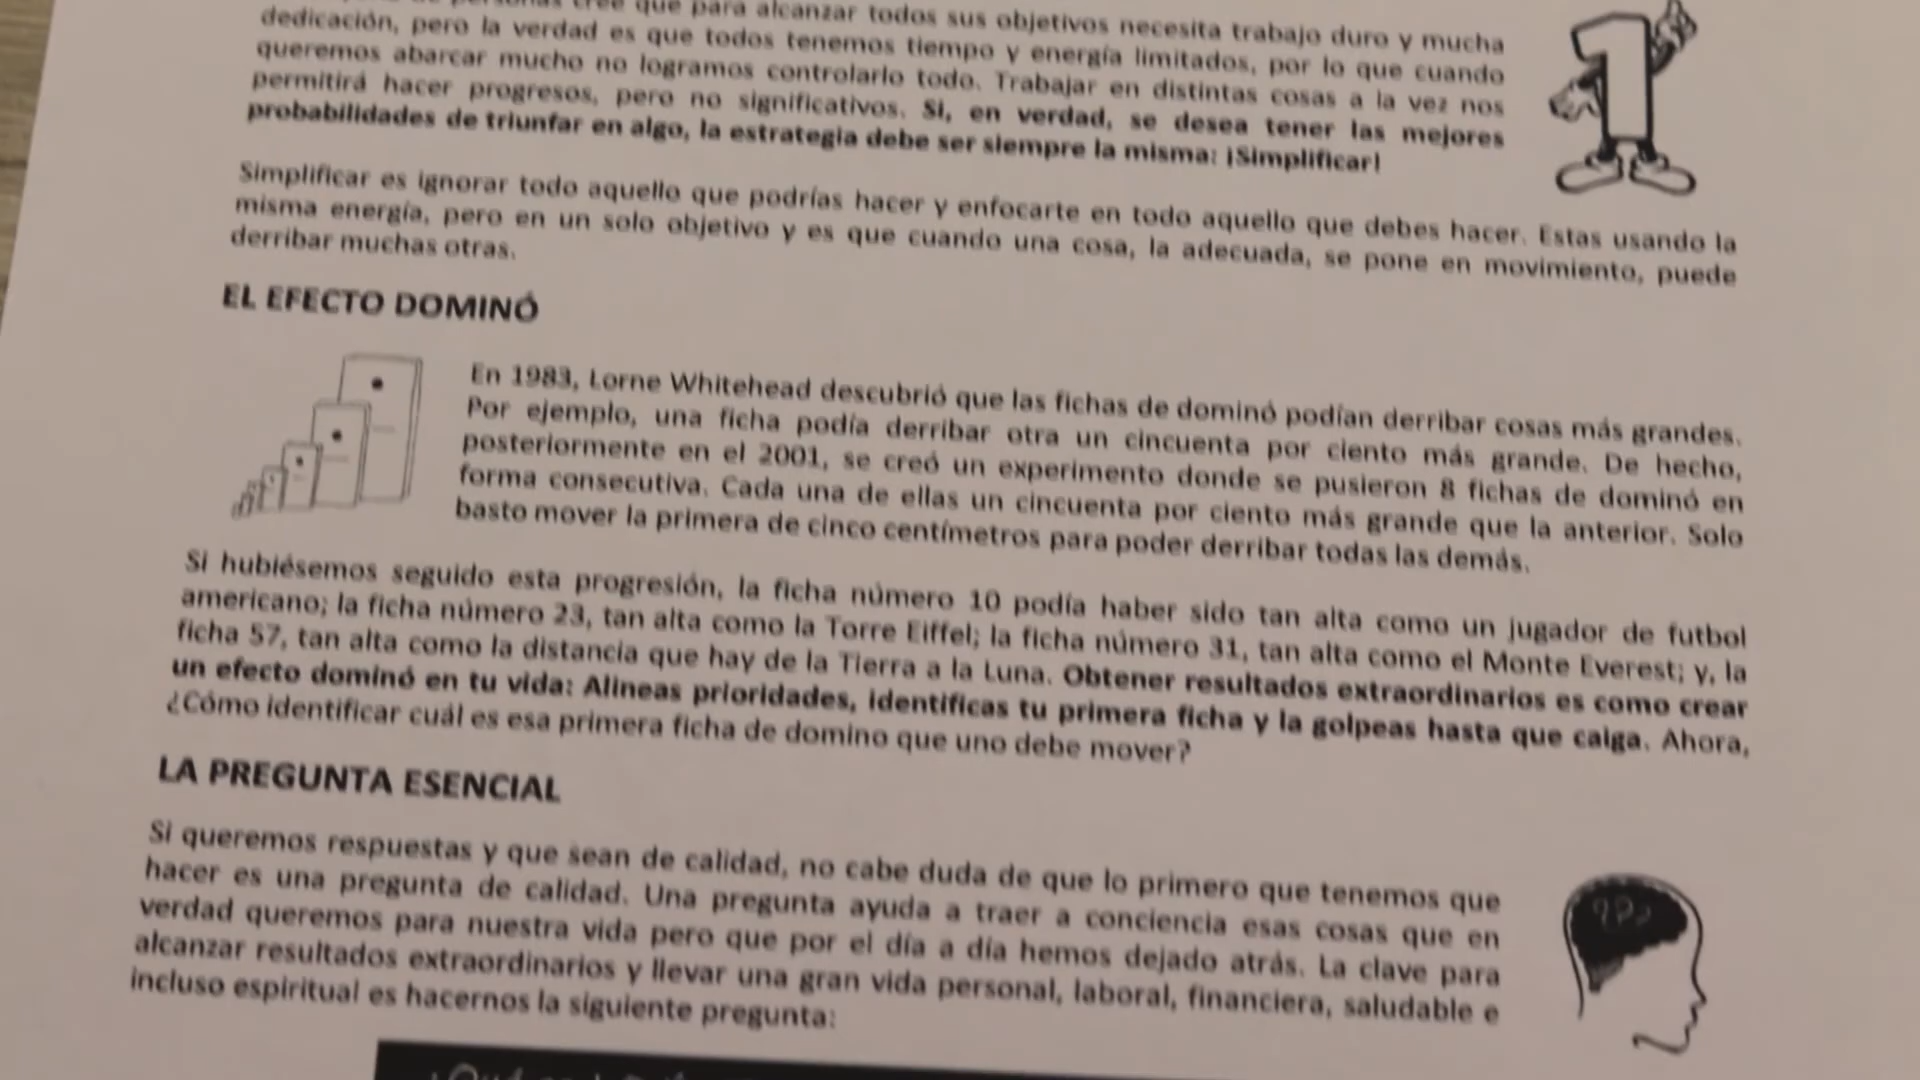 que para alcanzar todos sus objetivos necesita trabajo duro y mucha
dedicación, pero la verdad es que todos tenemos tiempo y energía limitados, por lo que cuando
queremos abarcar mucho no logramos controlarlo todo. Trabajar en distintas cosas a la vez nos
permitirá hacer progresos, pero no significativos. Si, en verdad, se desea tener las mejores
probabilidades de triunfar en algo, la estrategia debe ser siempre la misma: ¡Simplificar!
Simplificar es ignorar todo aquello que podrías hacer y enfocarte en todo aquello que debes hacer. Estas usando la
misma energía, pero en un solo objetivo y es que cuando una cosa, la adecuada, se pone en movimiento, puede
derribar muchas otras.
EL EFECTO DOMINÓ
En 1983, Lorne Whitehead descubrió que las fichas de dominó podían derribar cosas más grandes.
Por ejemplo, una ficha podía derribar otra un cincuenta por ciento más grande. De hecho,
posteriormente en el 2001, se creó un experimento donde se pusieron 8 fichas de dominó en
forma consecutiva. Cada una de ellas un cincuenta por ciento más grande que la anterior. Solo
basto mover la primera de cinco centímetros para poder derribar todas las demás.
Si hubiésemos seguido esta progresión, la ficha número 10 podía haber sido tan alta como un jugador de futbol
americano; la ficha número 23, tan alta como la Torre Eiffel; la ficha número 31, tan alta como el Monte Everest; y, la
ficha 57, tan alta como la distancia que hay de la Tierra a la Luna. Obtener resultados extraordinarios es como crear
un efecto dominó en tu vida: Alineas prioridades, identificas tu primera ficha y la golpeas hasta que caiga. Ahora,
¿Cómo identificar cuál es esa primera ficha de domino que uno debe mover?
LA PREGUNTA ESENCIAL
Si queremos respuestas y que sean de calidad, no cabe duda de que lo primero que tenemos que
hacer es una pregunta de calidad. Una pregunta ayuda a traer a conciencia esas cosas que en
verdad queremos para nuestra vida pero que por el día a día hemos dejado atrás. La clave para
alcanzar resultados extraordinarios y llevar una gran vida personal, laboral, financiera, saludable e
incluso espiritual es hacernos la siguiente pregunta: